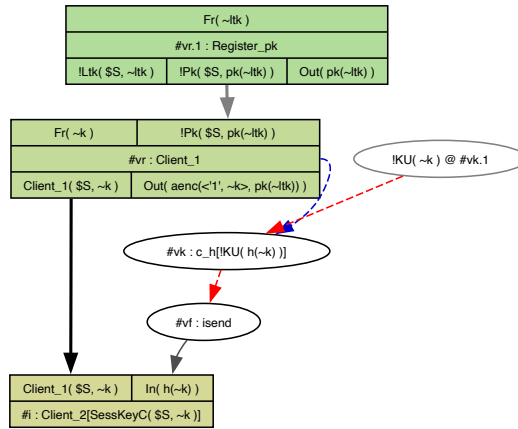 Fr( ~ltk )
#vr.1 : Register_pk
!Ltk( $S, ~ltk ) !Pk( $S, pk(~ltk) ) Out( pk(~ltk) )
Fr( ~k ) !Pk( $S, pk(~ltk) )
#vr : Client_1
Client_1( $S, ~k ) Out( aenc(<'1', ~k>, pk(~ltk)) )
!KU( ~k ) @ #vk.1
#vk : c_h[!KU( h(~k) )]
#vf : isend
Client_1( $S, ~k ) In( h(~k) )
#i : Client_2[SessKeyC( $S, ~k )]